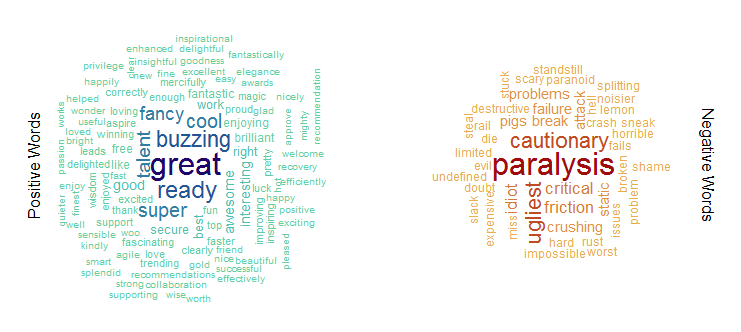 Positive Words
inspirational
enhanced delightful
clear insightful goodness fantastically
privilege new fine excellent elegance
happily mercifully easy awards
correctly fantastic magic nicely recommendation
helped enough work
works wonder loving fancy cool proud glad mighty
useful aspire enjoying approve
loved winning talent buzzing brilliant
bright free right
passion leads great pretty welcome
delighted like interesting recovery
wisdom fast ready hot efficiently
enjoy enjoyed good awesome luck
finest excited happy
quieter thank super best fun improving inspiring positive
well support top exciting
sensible woo secure faster pleased
kindly fascinating clearly friend
agile love nice beautiful
smart trending gold successful
splendid recommendations effectively
strong collaboration
supporting wise worth
Negative Words
standstill
stuck scary paranoid splitting
problems attack hell noisier
destructive failure lemon
steal pigs break crash sneak
rail horrible
die cautionary fails
limited
evil paralysis shame
undefined broken
doubt idiot critical static problem
slack ugliest
expensive miss friction issues
crushing
hard rust
impossible worst